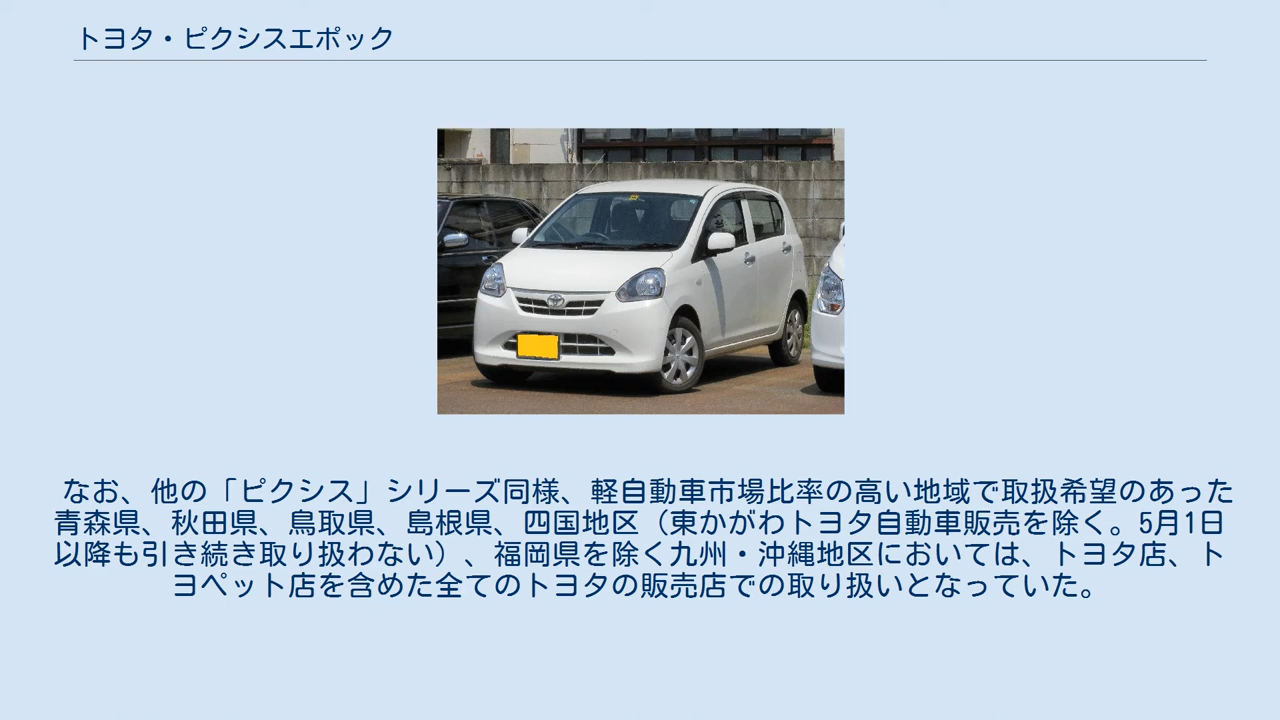 トヨタ・ピクシスエポック
なお、他の「ピクシス」シリーズ同様、軽自動車市場比率の高い地域で取扱希望のあった
青森県、秋田県、鳥取県、島根県、四国地区（東かがわトヨタ自動車販売を除く。5月1日
以降も引き続き取り扱わない）、福岡県を除く九州・沖縄地区においては、トヨタ店、ト
ヨペット店を含めた全てのトヨタの販売店での取り扱いとなっていた。